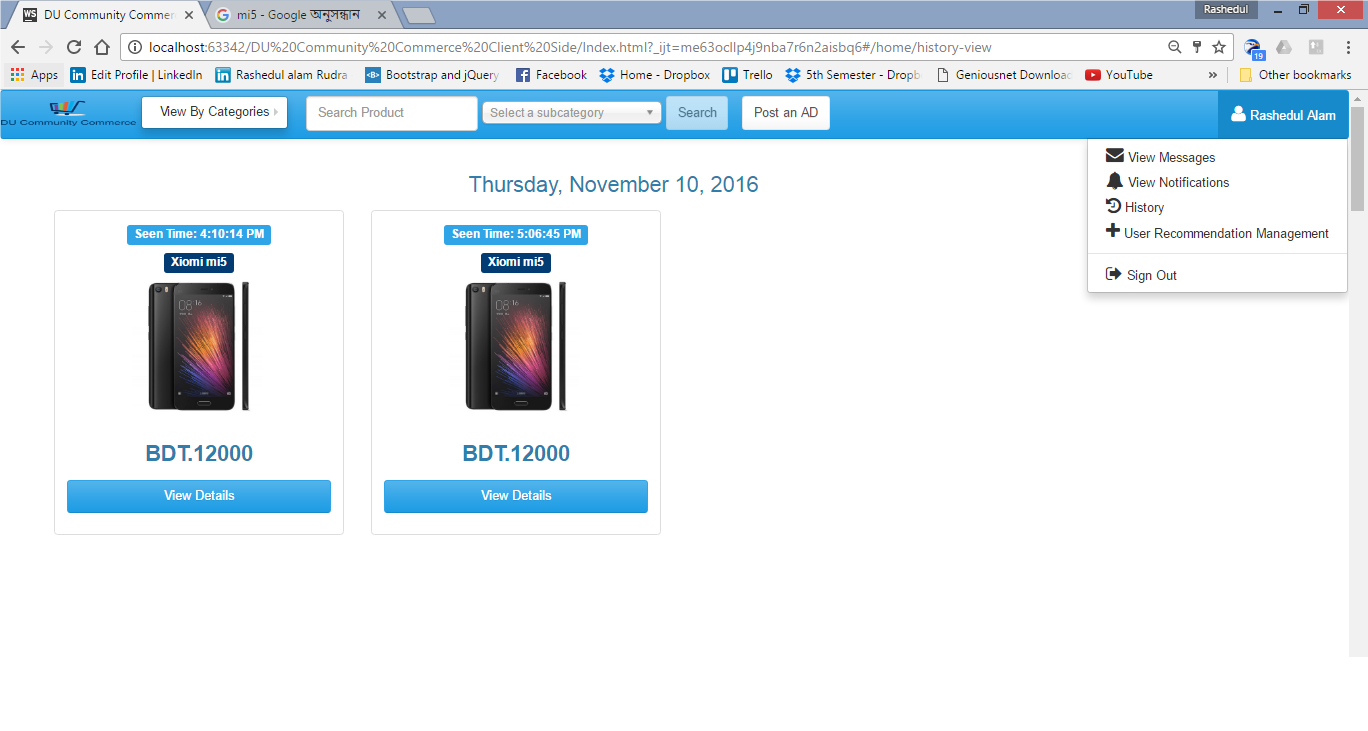 DU Community Commer
mi5 - Google অনুসন্ধান
Rashedul
localhost:63342/DU%20Community%20Commerce%20Client%20Side/Index.html?_ijt=me63ocllp4j9nba7r6n2aisbq6#/home/history-view
19
Apps
Edit Profile | LinkedIn
Rashedul alam Rudra
Bootstrap and jQuery
Facebook
Home - Dropbox
Trello
5th Semester - Dropb
Geniousnet Downloac
YouTube
»
Other bookmarks
DU Community Commerce
View By Categories
Search Product
Select a subcategory
Search
Post an AD
Rashedul Alam
View Messages
View Notifications
History
User Recommendation Management
Sign Out
Thursday, November 10, 2016
Seen Time: 4:10:14 PM
Xiomi mi5
BDT.12000
View Details
Seen Time: 5:06:45 PM
Xiomi mi5
BDT.12000
View Details